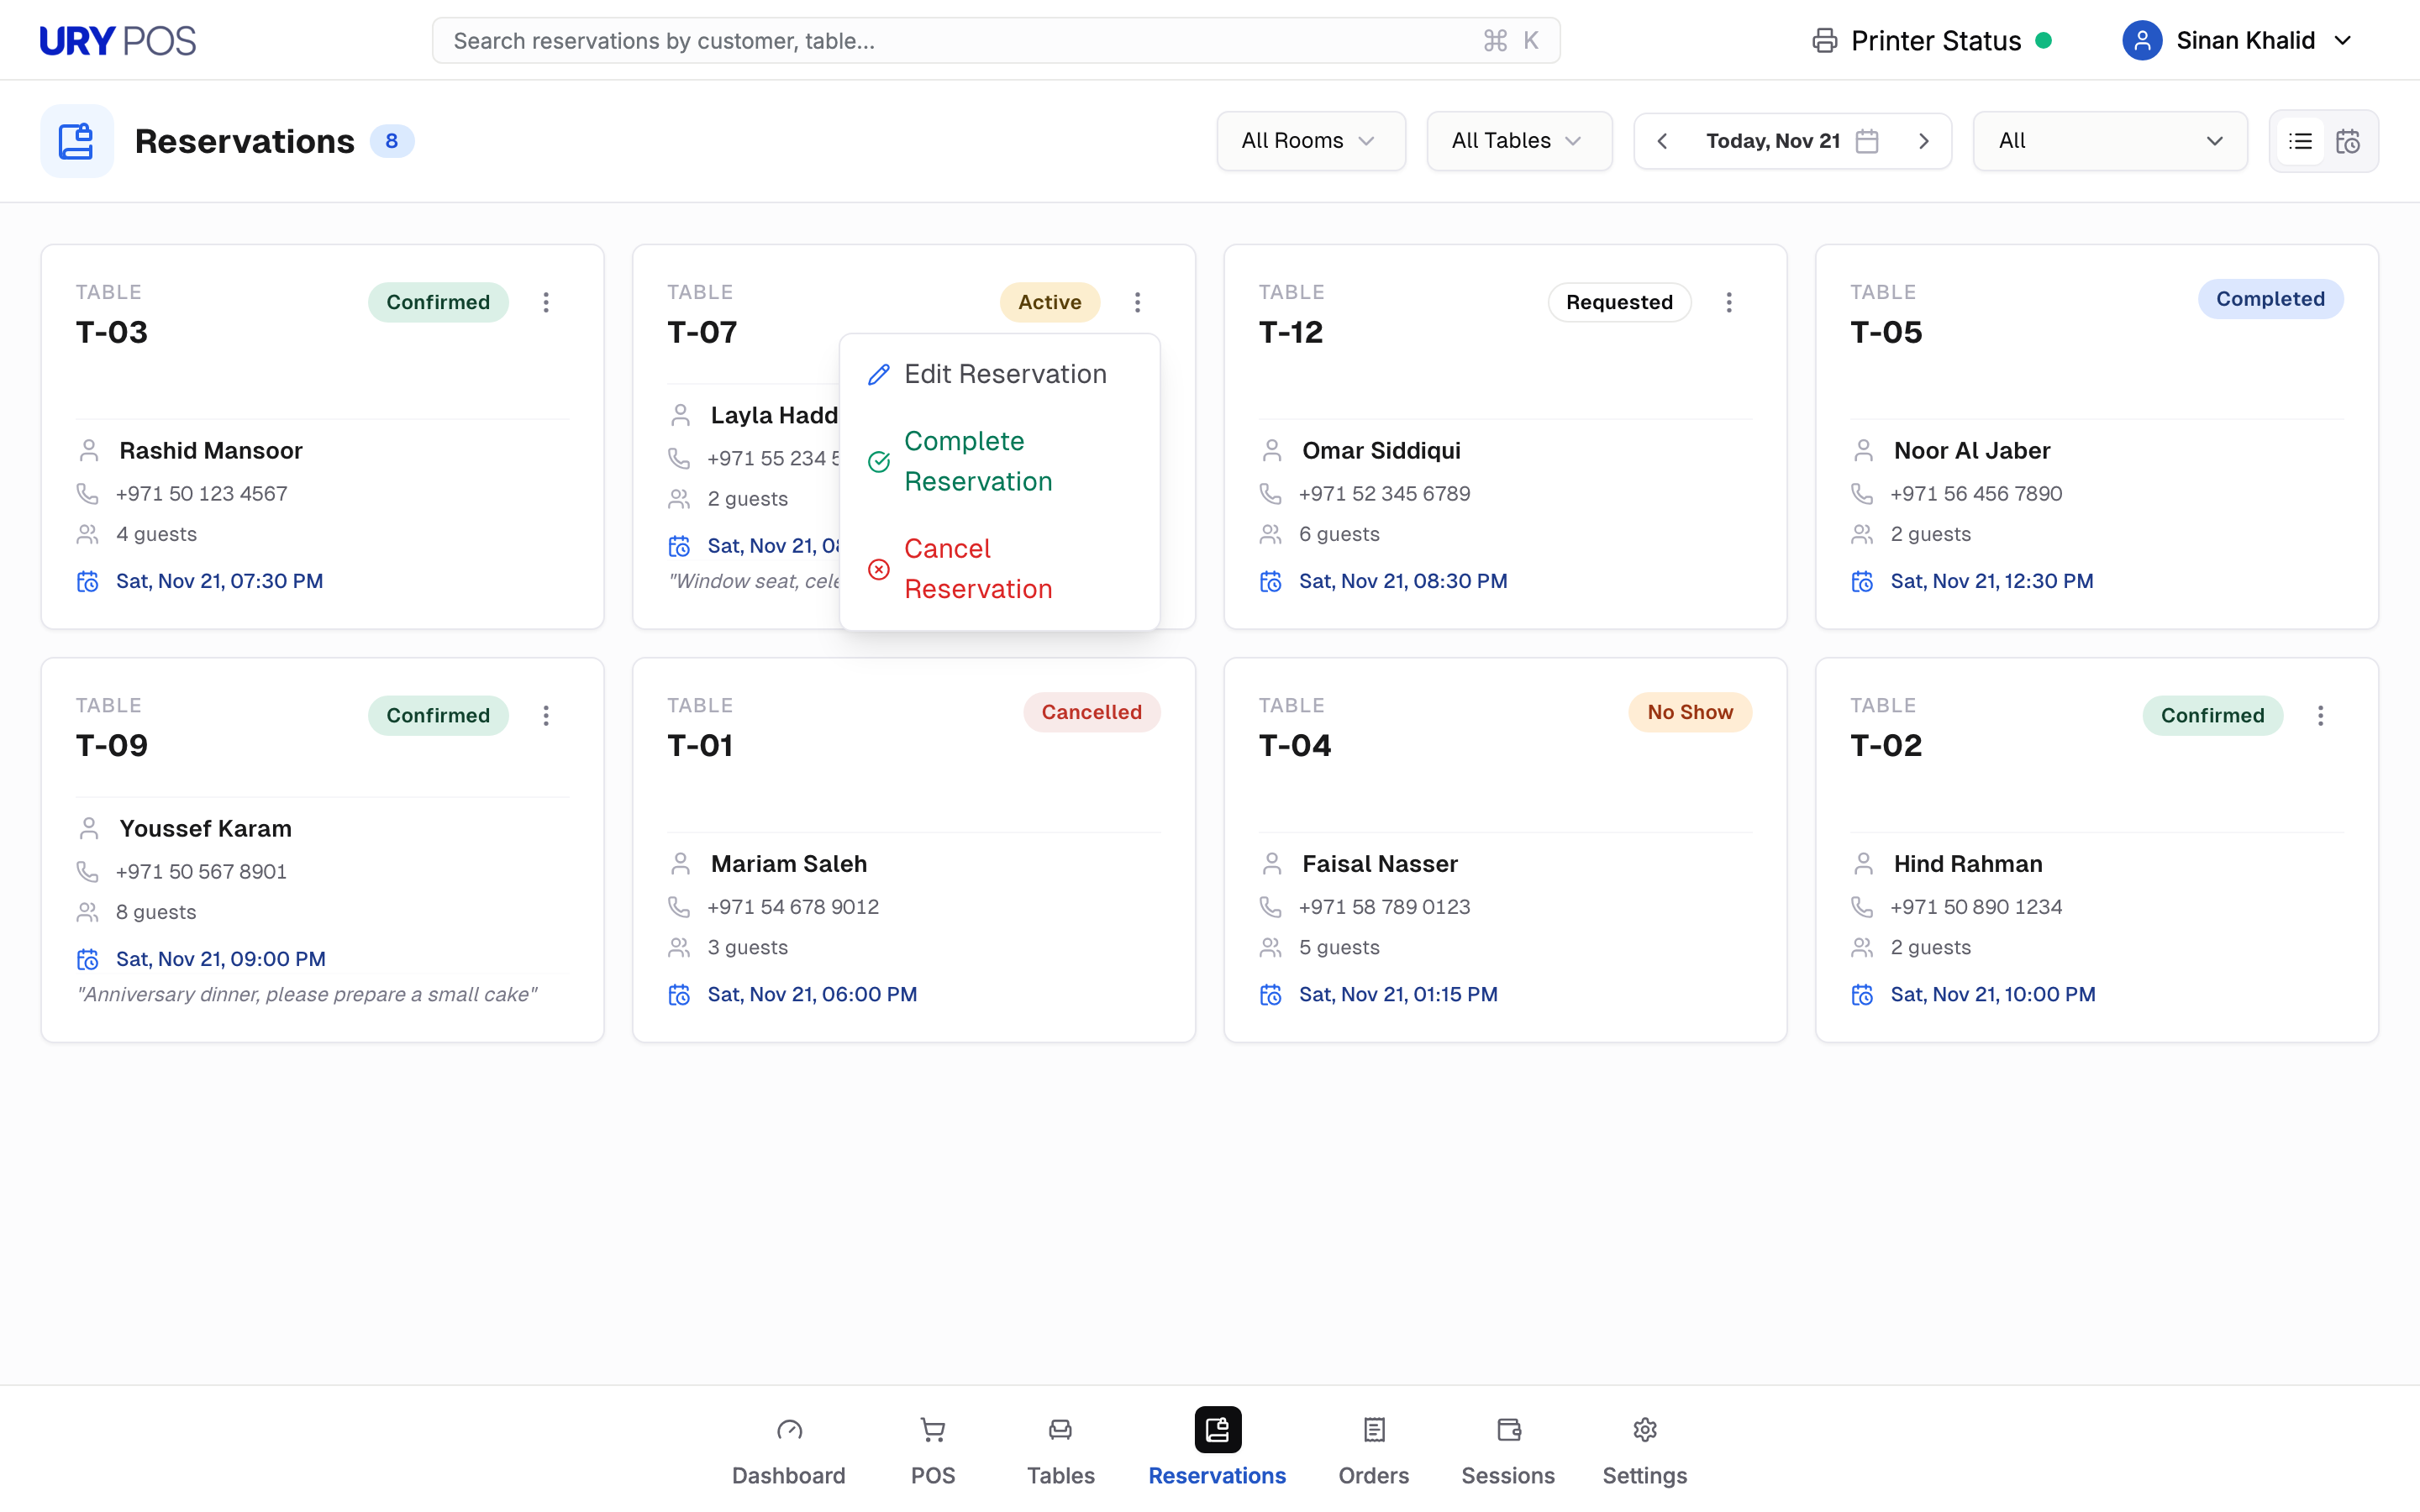 URY POS
Search reservations by customer, table...
⌘ K
Printer Status
Sinan Khalid
Reservations 8
All Rooms
All Tables
Today, Nov 21
All
TABLE
T-03
Confirmed
Rashid Mansoor
+971 50 123 4567
4 guests
Sat, Nov 21, 07:30 PM
TABLE
T-07
Active
Layla Hadd
+971 55 234 5
2 guests
Sat, Nov 21, 0
"Window seat, cele
Edit Reservation
Complete
Reservation
Cancel
Reservation
TABLE
T-12
Requested
Omar Siddiqui
+971 52 345 6789
6 guests
Sat, Nov 21, 08:30 PM
TABLE
T-05
Completed
Noor Al Jaber
+971 56 456 7890
2 guests
Sat, Nov 21, 12:30 PM
TABLE
T-09
Confirmed
Youssef Karam
+971 50 567 8901
8 guests
Sat, Nov 21, 09:00 PM
"Anniversary dinner, please prepare a small cake"
TABLE
T-01
Cancelled
Mariam Saleh
+971 54 678 9012
3 guests
Sat, Nov 21, 06:00 PM
TABLE
T-04
No Show
Faisal Nasser
+971 58 789 0123
5 guests
Sat, Nov 21, 01:15 PM
TABLE
T-02
Confirmed
Hind Rahman
+971 50 890 1234
2 guests
Sat, Nov 21, 10:00 PM
Dashboard
POS
Tables
Reservations
Orders
Sessions
Settings